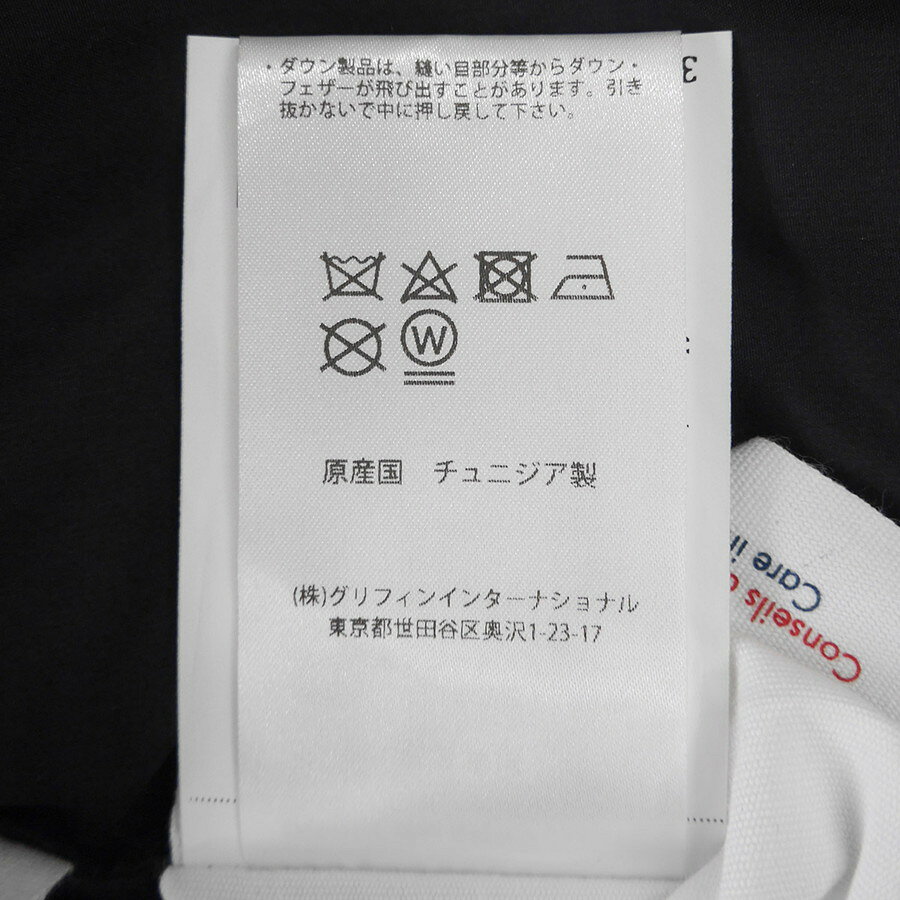 ・ダウン製品は、縫い目部分等からダウン・
フェザーが飛び出すことがあります。引き
抜かないで中に押し戻して下さい。
W
原産国　チュニジア製
(株)グリフィンインターナショナル
東京都世田谷区奥沢1-23-17
3
Conseils
Care